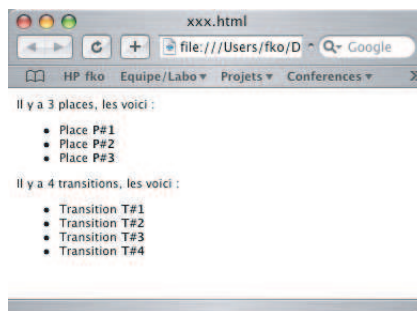 xxx.html
file:///Users/fko/D
Google
HP fko Equipe/Labo Projets Conferences
Il y a 3 places, les voici :
• Place P#1
• Place P#2
• Place P#3
Il y a 4 transitions, les voici :
• Transition T#1
• Transition T#2
• Transition T#3
• Transition T#4